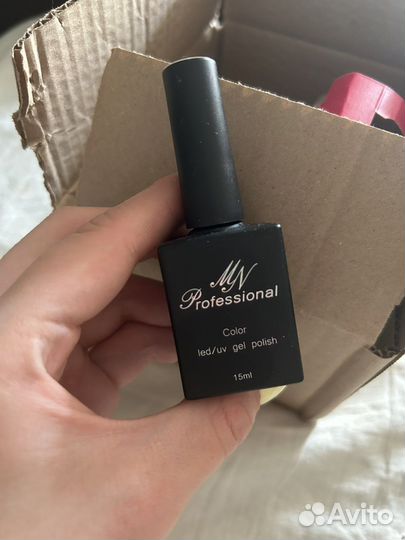 MN
Professional
Color
led/uv gel polish
15ml
Avito